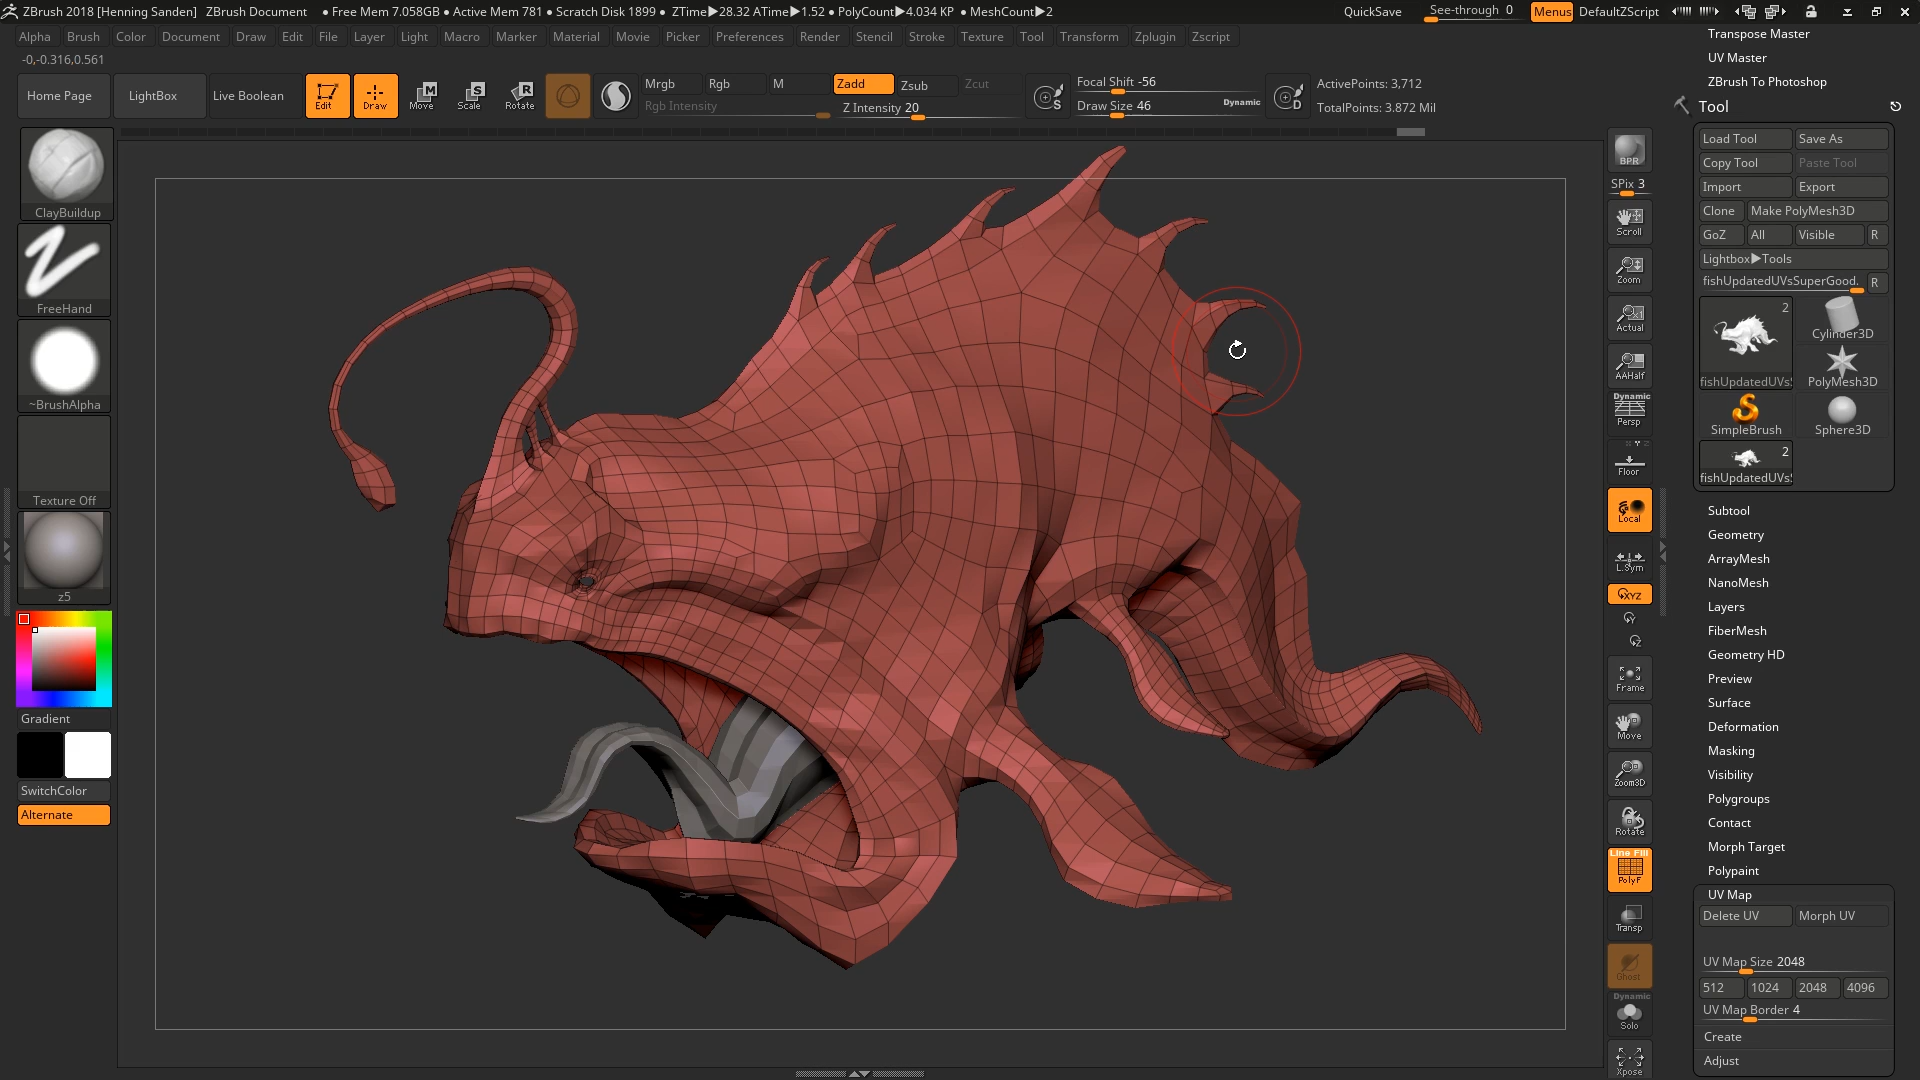 ZBrush 2018 [Henning Sanden] ZBrush Document • Free Mem 7.058GB • Active Mem 781 • Scratch Disk 1899 • ZTime▶28.32 ATime▶1.52 • PolyCount▶4.034 KP • MeshCount▶2 QuickSave See-through 0 Menus DefaultZScript
Alpha Brush Color Document Draw Edit File Layer Light Macro Marker Material Movie Picker Preferences Render Stencil Stroke Texture Tool Transform Zplugin Zscript
-0,-0.316,0.561
Home Page LightBox Live Boolean Edit Draw Move Scale Rotate
Mrgb Rgb M Zadd Zsub Zcut
Rgb Intensity Z Intensity 20
Focal Shift -56
Draw Size 46 Dynamic
ActivePoints: 3,712
TotalPoints: 3.872 Mil
ClayBuildup
FreeHand
~BrushAlpha
Texture Off
z5
Gradient
SwitchColor
Alternate
BPR
SPix 3
Scroll
Zoom
Actual
AAHalf
Dynamic
Persp
Floor
Local
L.Sym
XYZ
Y
Z
Frame
Move
Zoom3D
Rotate
Line Fill
PolyF
Transp
Ghost
Dynamic
Solo
Xpose
Transpose Master
UV Master
ZBrush To Photoshop
Tool
Load Tool Save As
Copy Tool Paste Tool
Import Export
Clone Make PolyMesh3D
GoZ All Visible R
Lightbox▶Tools
fishUpdatedUVsSuperGood. R
2
Cylinder3D
fishUpdatedUVs PolyMesh3D
SimpleBrush Sphere3D
2
fishUpdatedUVs
Subtool
Geometry
ArrayMesh
NanoMesh
Layers
FiberMesh
Geometry HD
Preview
Surface
Deformation
Masking
Visibility
Polygroups
Contact
Morph Target
Polypaint
UV Map
Delete UV Morph UV
UV Map Size 2048
512 1024 2048 4096
UV Map Border 4
Create
Adjust